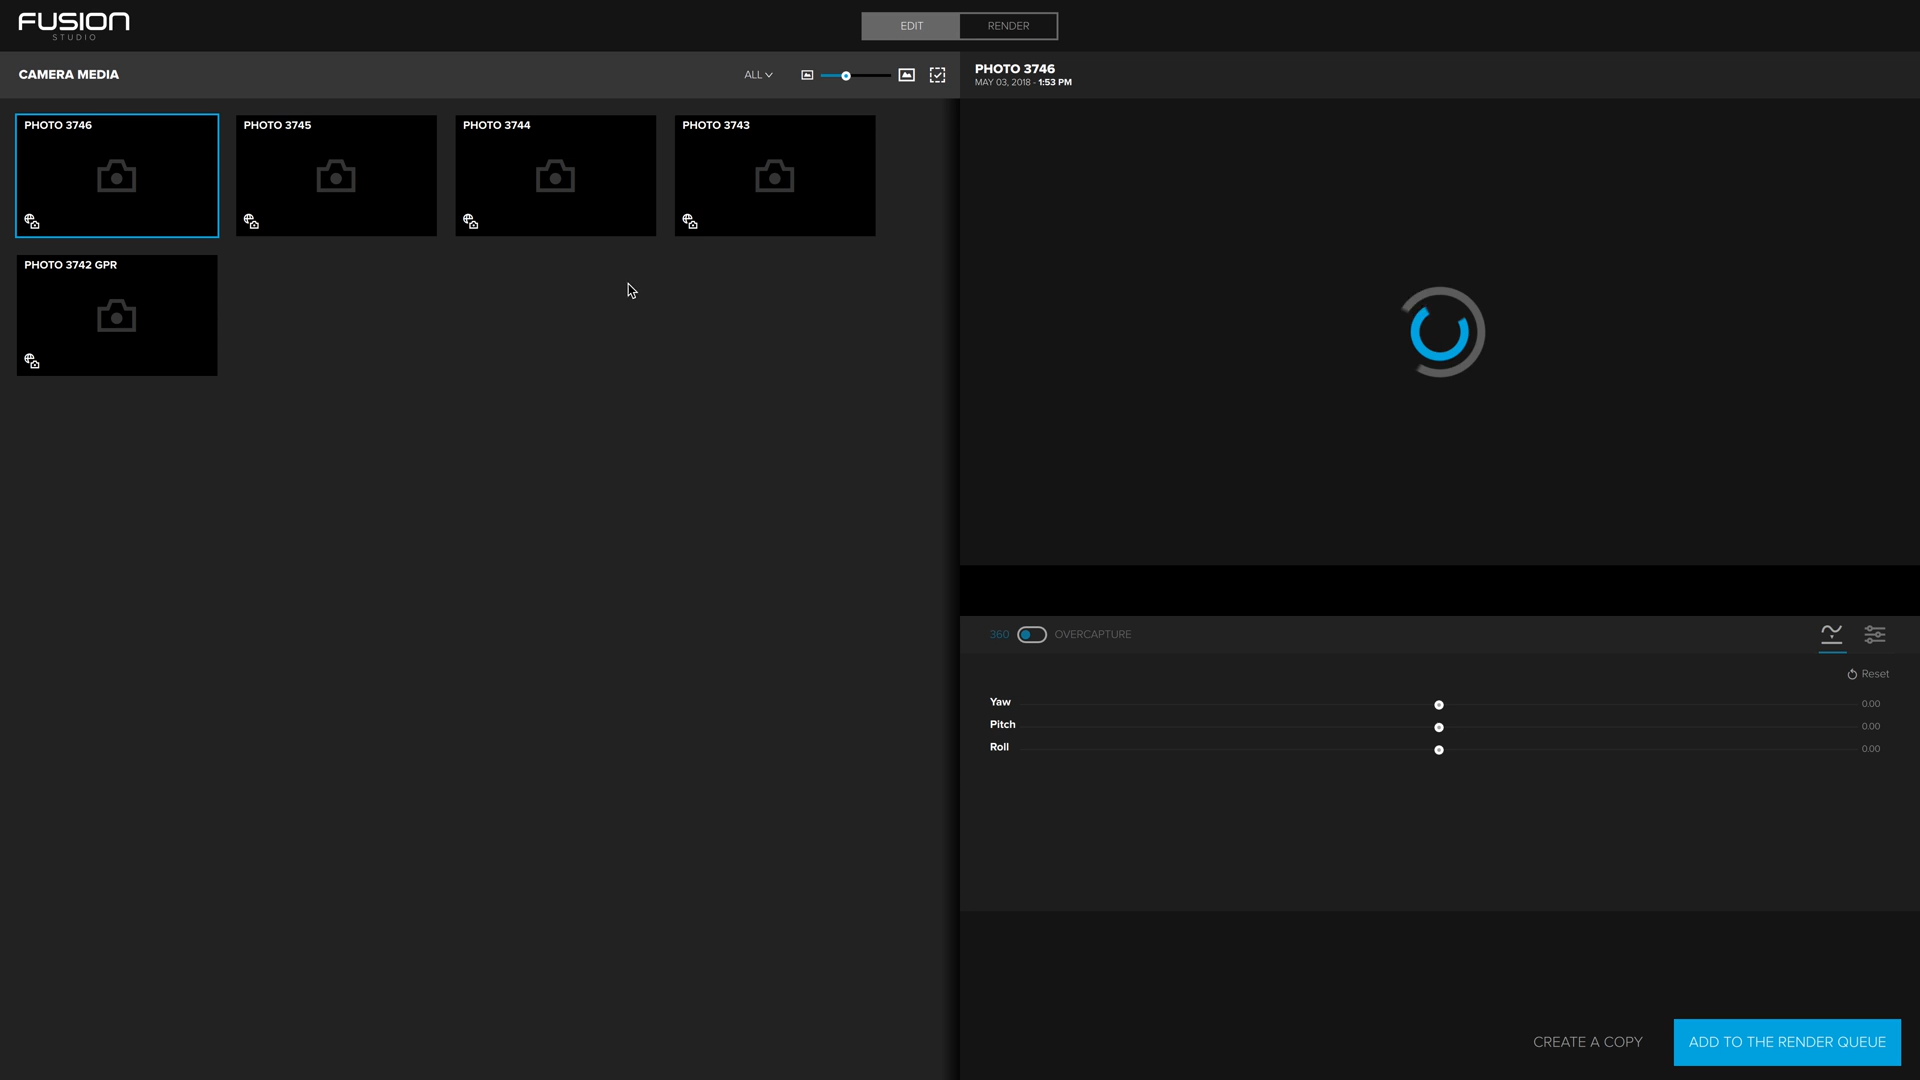 FUSION
STUDIO
EDIT
RENDER
CAMERA MEDIA
ALL
PHOTO 3746
MAY 03, 2018 - 1:53 PM
PHOTO 3746
PHOTO 3745
PHOTO 3744
PHOTO 3743
PHOTO 3742 GPR
360
OVERCAPTURE
Reset
Yaw
0.00
Pitch
0.00
Roll
0.00
CREATE A COPY
ADD TO THE RENDER QUEUE